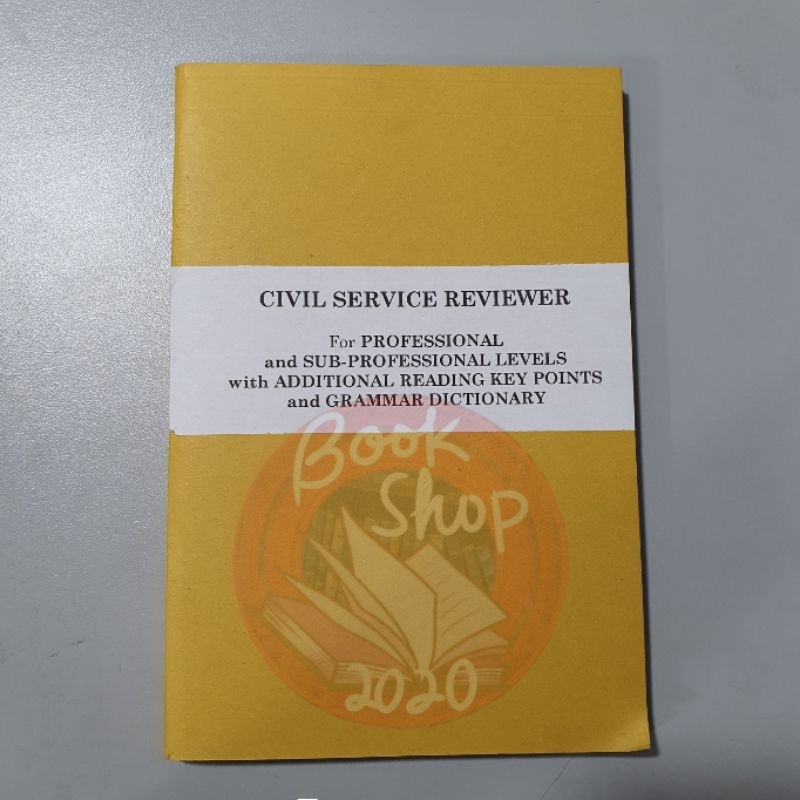 CIVIL SERVICE REVIEWER
For PROFESSIONAL
and SUB-PROFESSIONAL LEVELS
with ADDITIONAL READING KEY POINTS
and GRAMMAR DICTIONARY
Book
Shop
2020